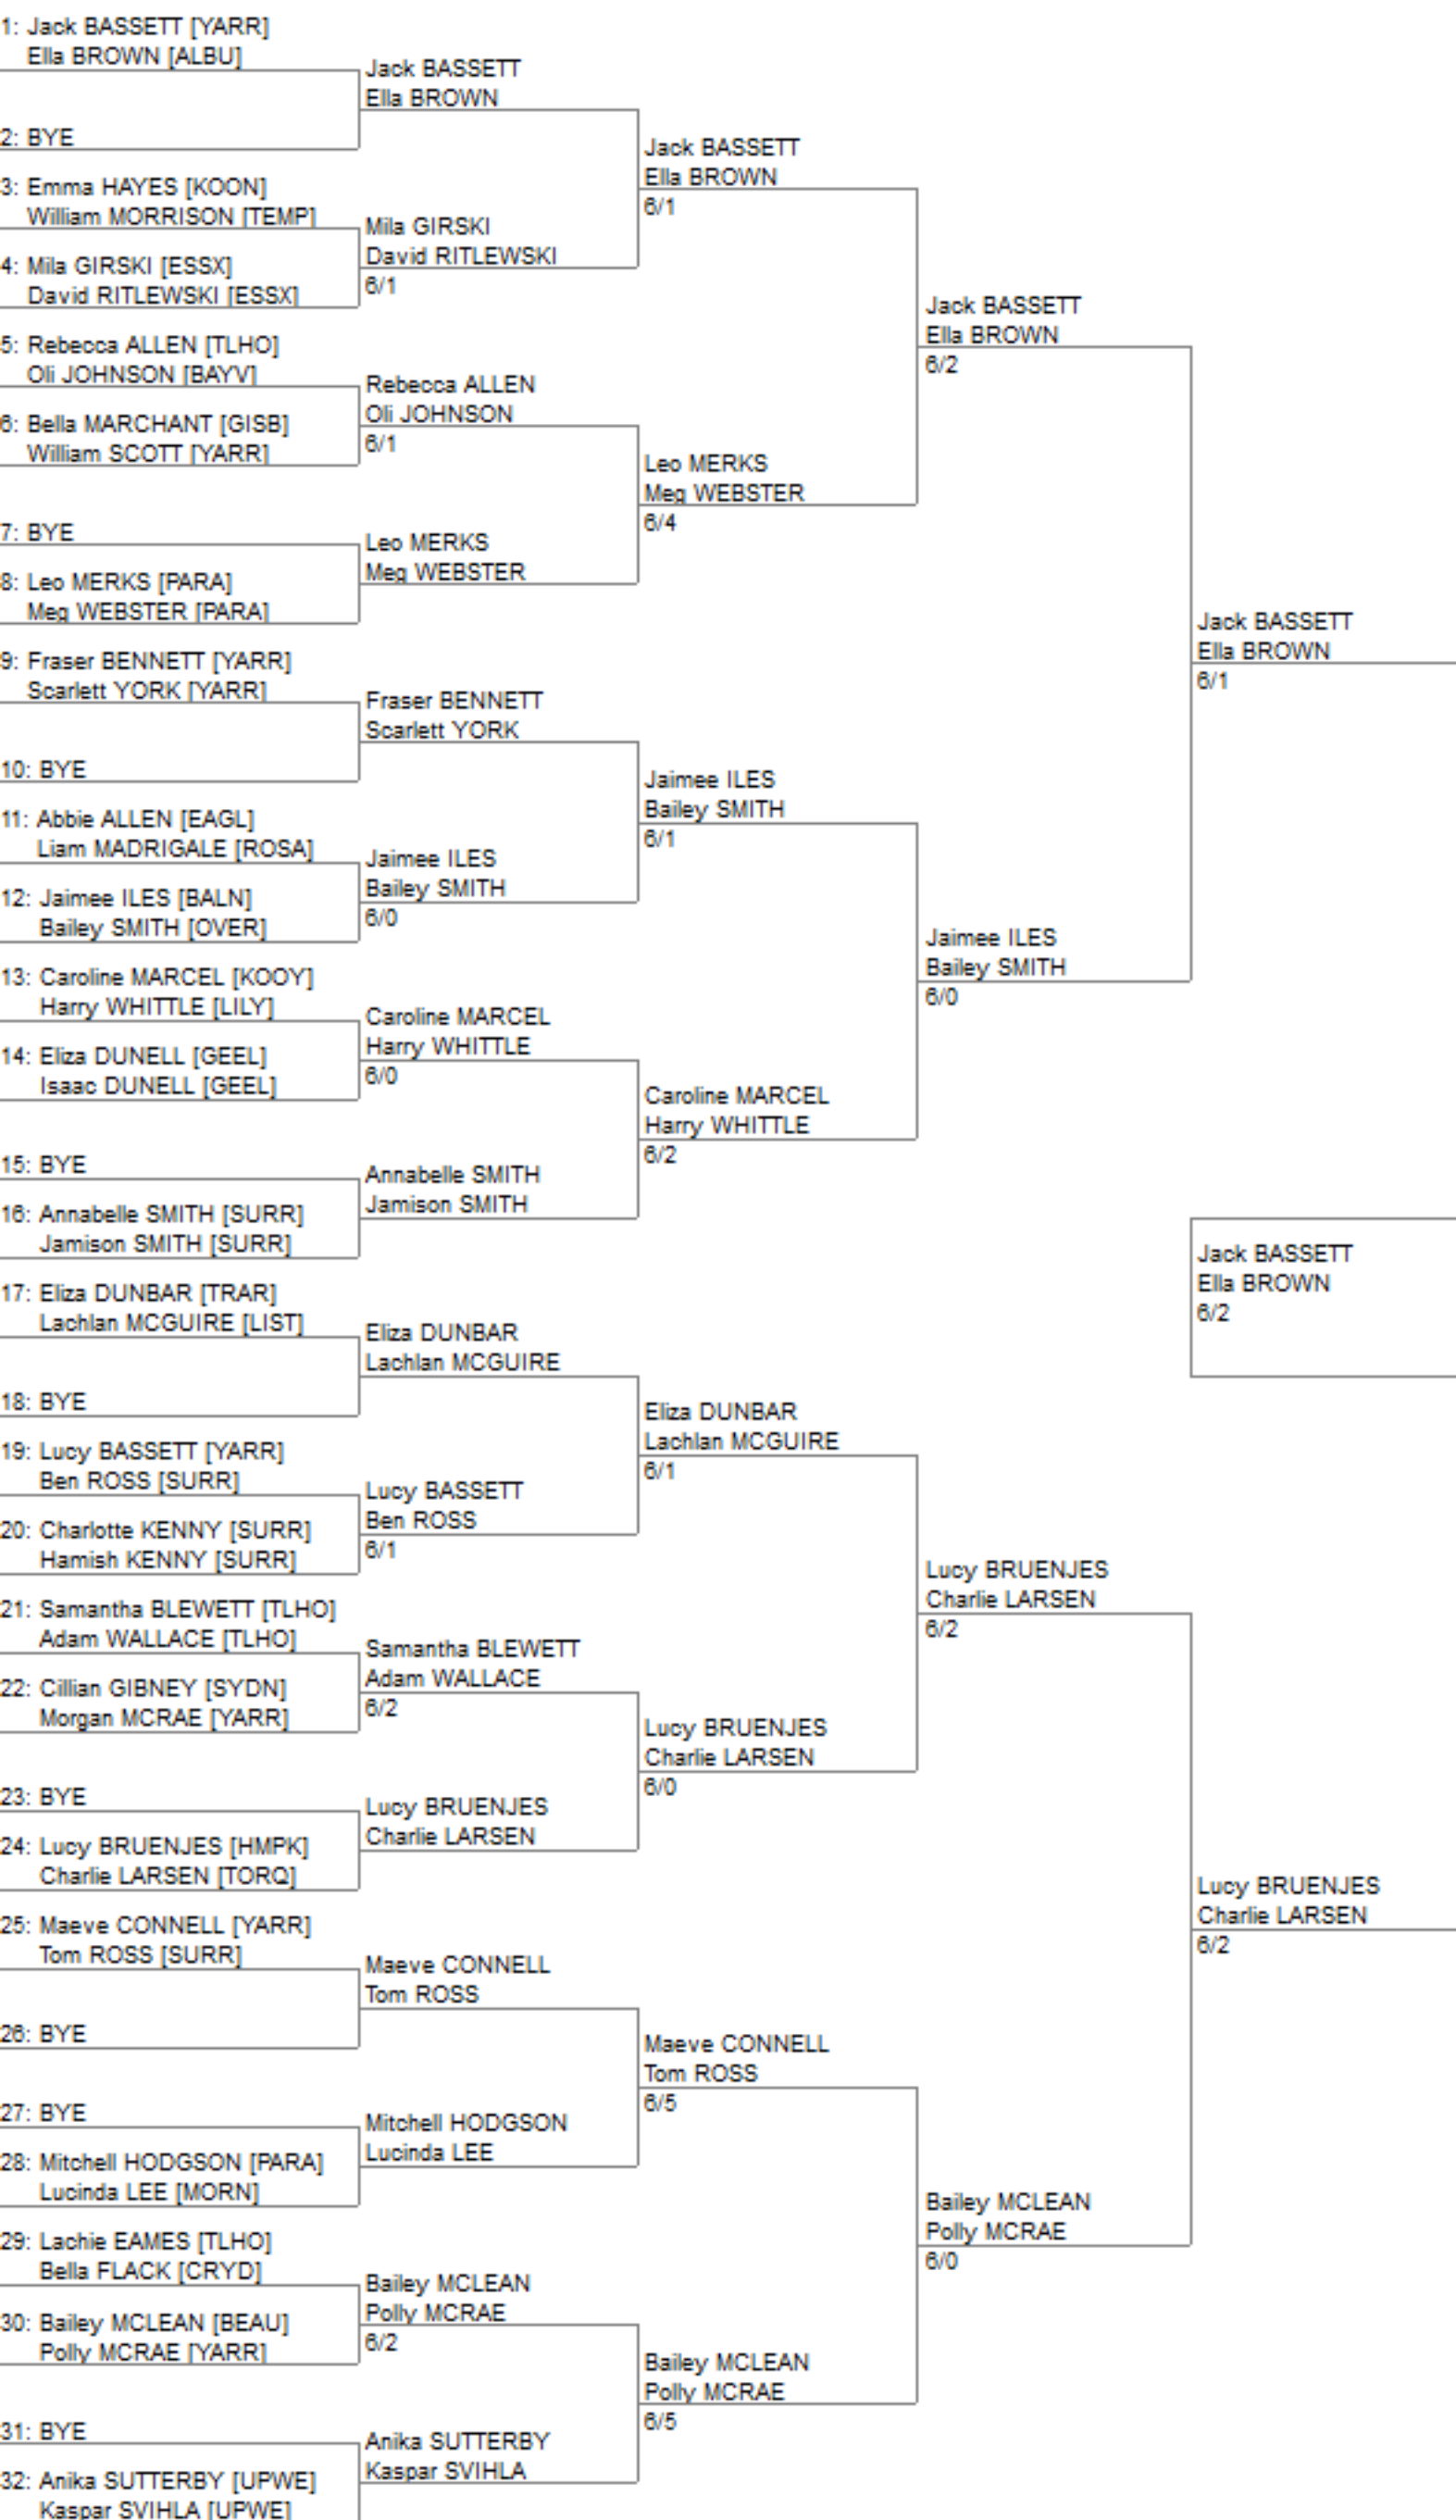 1: Jack BASSETT [YARR]
Ella BROWN [ALBU]
2: BYE
3: Emma HAYES [KOON]
William MORRISON [TEMP]
4: Mila GIRSKI [ESSX]
David RITLEWSKI [ESSX]
5: Rebecca ALLEN [TLHO]
Oli JOHNSON [BAYV]
6: Bella MARCHANT [GISB]
William SCOTT [YARR]
7: BYE
8: Leo MERKS [PARA]
Meg WEBSTER [PARA]
9: Fraser BENNETT [YARR]
Scarlett YORK [YARR]
10: BYE
11: Abbie ALLEN [EAGL]
Liam MADRIGALE [ROSA]
12: Jaimee ILES [BALN]
Bailey SMITH [OVER]
13: Caroline MARCEL [KOOY]
Harry WHITTLE [LILY]
14: Eliza DUNELL [GEEL]
Isaac DUNELL [GEEL]
15: BYE
16: Annabelle SMITH [SURR]
Jamison SMITH [SURR]
17: Eliza DUNBAR [TRAR]
Lachlan MCGUIRE [LIST]
18: BYE
19: Lucy BASSETT [YARR]
Ben ROSS [SURR]
20: Charlotte KENNY [SURR]
Hamish KENNY [SURR]
21: Samantha BLEWETT [TLHO]
Adam WALLACE [TLHO]
22: Cillian GIBNEY [SYDN]
Morgan MCRAE [YARR]
23: BYE
24: Lucy BRUENJES [HMPK]
Charlie LARSEN [TORQ]
25: Maeve CONNELL [YARR]
Tom ROSS [SURR]
26: BYE
27: BYE
28: Mitchell HODGSON [PARA]
Lucinda LEE [MORN]
29: Lachie EAMES [TLHO]
Bella FLACK [CRYD]
30: Bailey MCLEAN [BEAU]
Polly MCRAE [YARR]
31: BYE
32: Anika SUTTERBY [UPWE]
Kaspar SVIHLA [UPWE]
Jack BASSETT
Ella BROWN
Mila GIRSKI
David RITLEWSKI
6/1
Rebecca ALLEN
Oli JOHNSON
6/1
Leo MERKS
Meg WEBSTER
Fraser BENNETT
Scarlett YORK
Jaimee ILES
Bailey SMITH
6/0
Caroline MARCEL
Harry WHITTLE
6/0
Annabelle SMITH
Jamison SMITH
Eliza DUNBAR
Lachlan MCGUIRE
Lucy BASSETT
Ben ROSS
6/1
Samantha BLEWETT
Adam WALLACE
6/2
Lucy BRUENJES
Charlie LARSEN
Maeve CONNELL
Tom ROSS
Mitchell HODGSON
Lucinda LEE
Bailey MCLEAN
Polly MCRAE
6/2
Anika SUTTERBY
Kaspar SVIHLA
Jack BASSETT
Ella BROWN
6/1
Leo MERKS
Meg WEBSTER
6/4
Jaimee ILES
Bailey SMITH
6/1
Caroline MARCEL
Harry WHITTLE
6/2
Eliza DUNBAR
Lachlan MCGUIRE
6/1
Lucy BRUENJES
Charlie LARSEN
6/0
Maeve CONNELL
Tom ROSS
6/5
Bailey MCLEAN
Polly MCRAE
6/5
Jack BASSETT
Ella BROWN
6/2
Jaimee ILES
Bailey SMITH
6/0
Lucy BRUENJES
Charlie LARSEN
6/2
Bailey MCLEAN
Polly MCRAE
6/0
Jack BASSETT
Ella BROWN
6/1
Jack BASSETT
Ella BROWN
6/2
Lucy BRUENJES
Charlie LARSEN
6/2